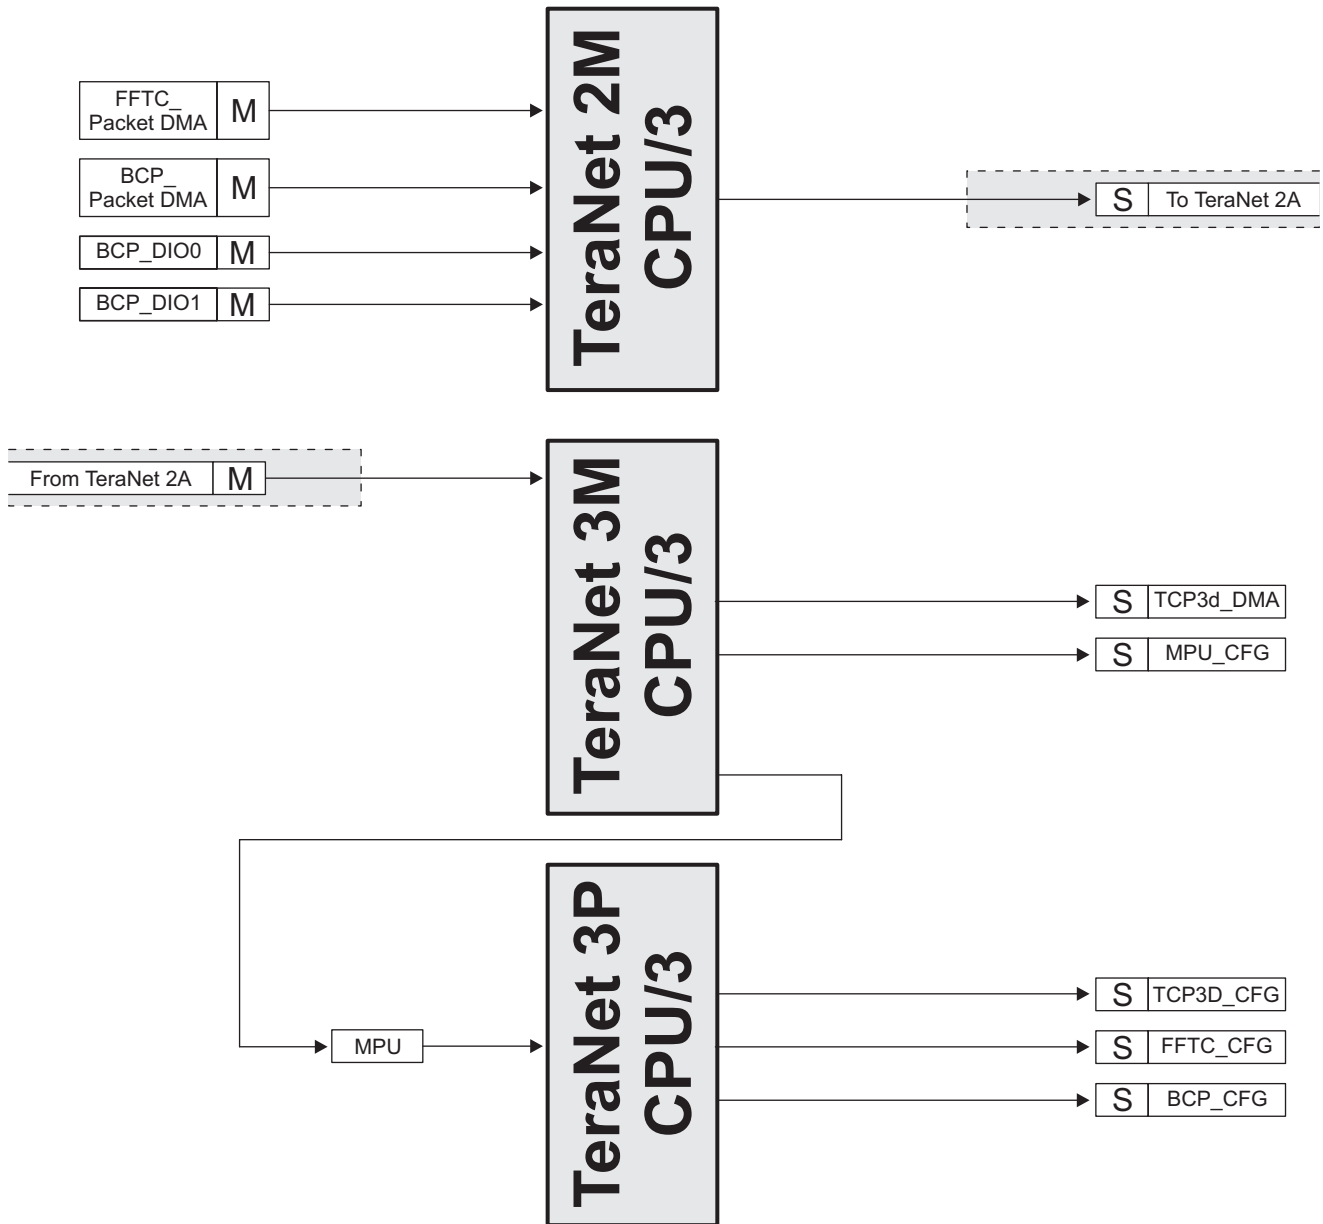 FFTC_
Packet DMA
M
BCP_
Packet DMA
M
BCP_DIO0
M
BCP_DIO1
M
TeraNet 2M
CPU/3
S
To TeraNet 2A
From TeraNet 2A
M
TeraNet 3M
CPU/3
S
TCP3d_DMA
S
MPU_CFG
MPU
TeraNet 3P
CPU/3
S
TCP3D_CFG
S
FFTC_CFG
S
BCP_CFG